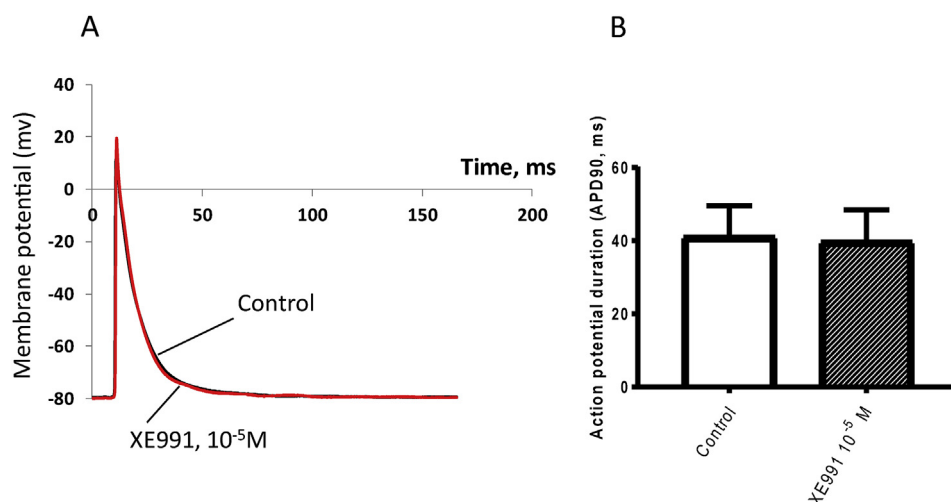 A
Membrane potential (mv)
40
20
0
-20
-40
-60
-80
0
50
100
150
200
Time, ms
Control
XE991, 10⁻⁵M
B
Action potential duration (APD90, ms)
60
40
20
0
Control
XE991 10⁻⁵ M